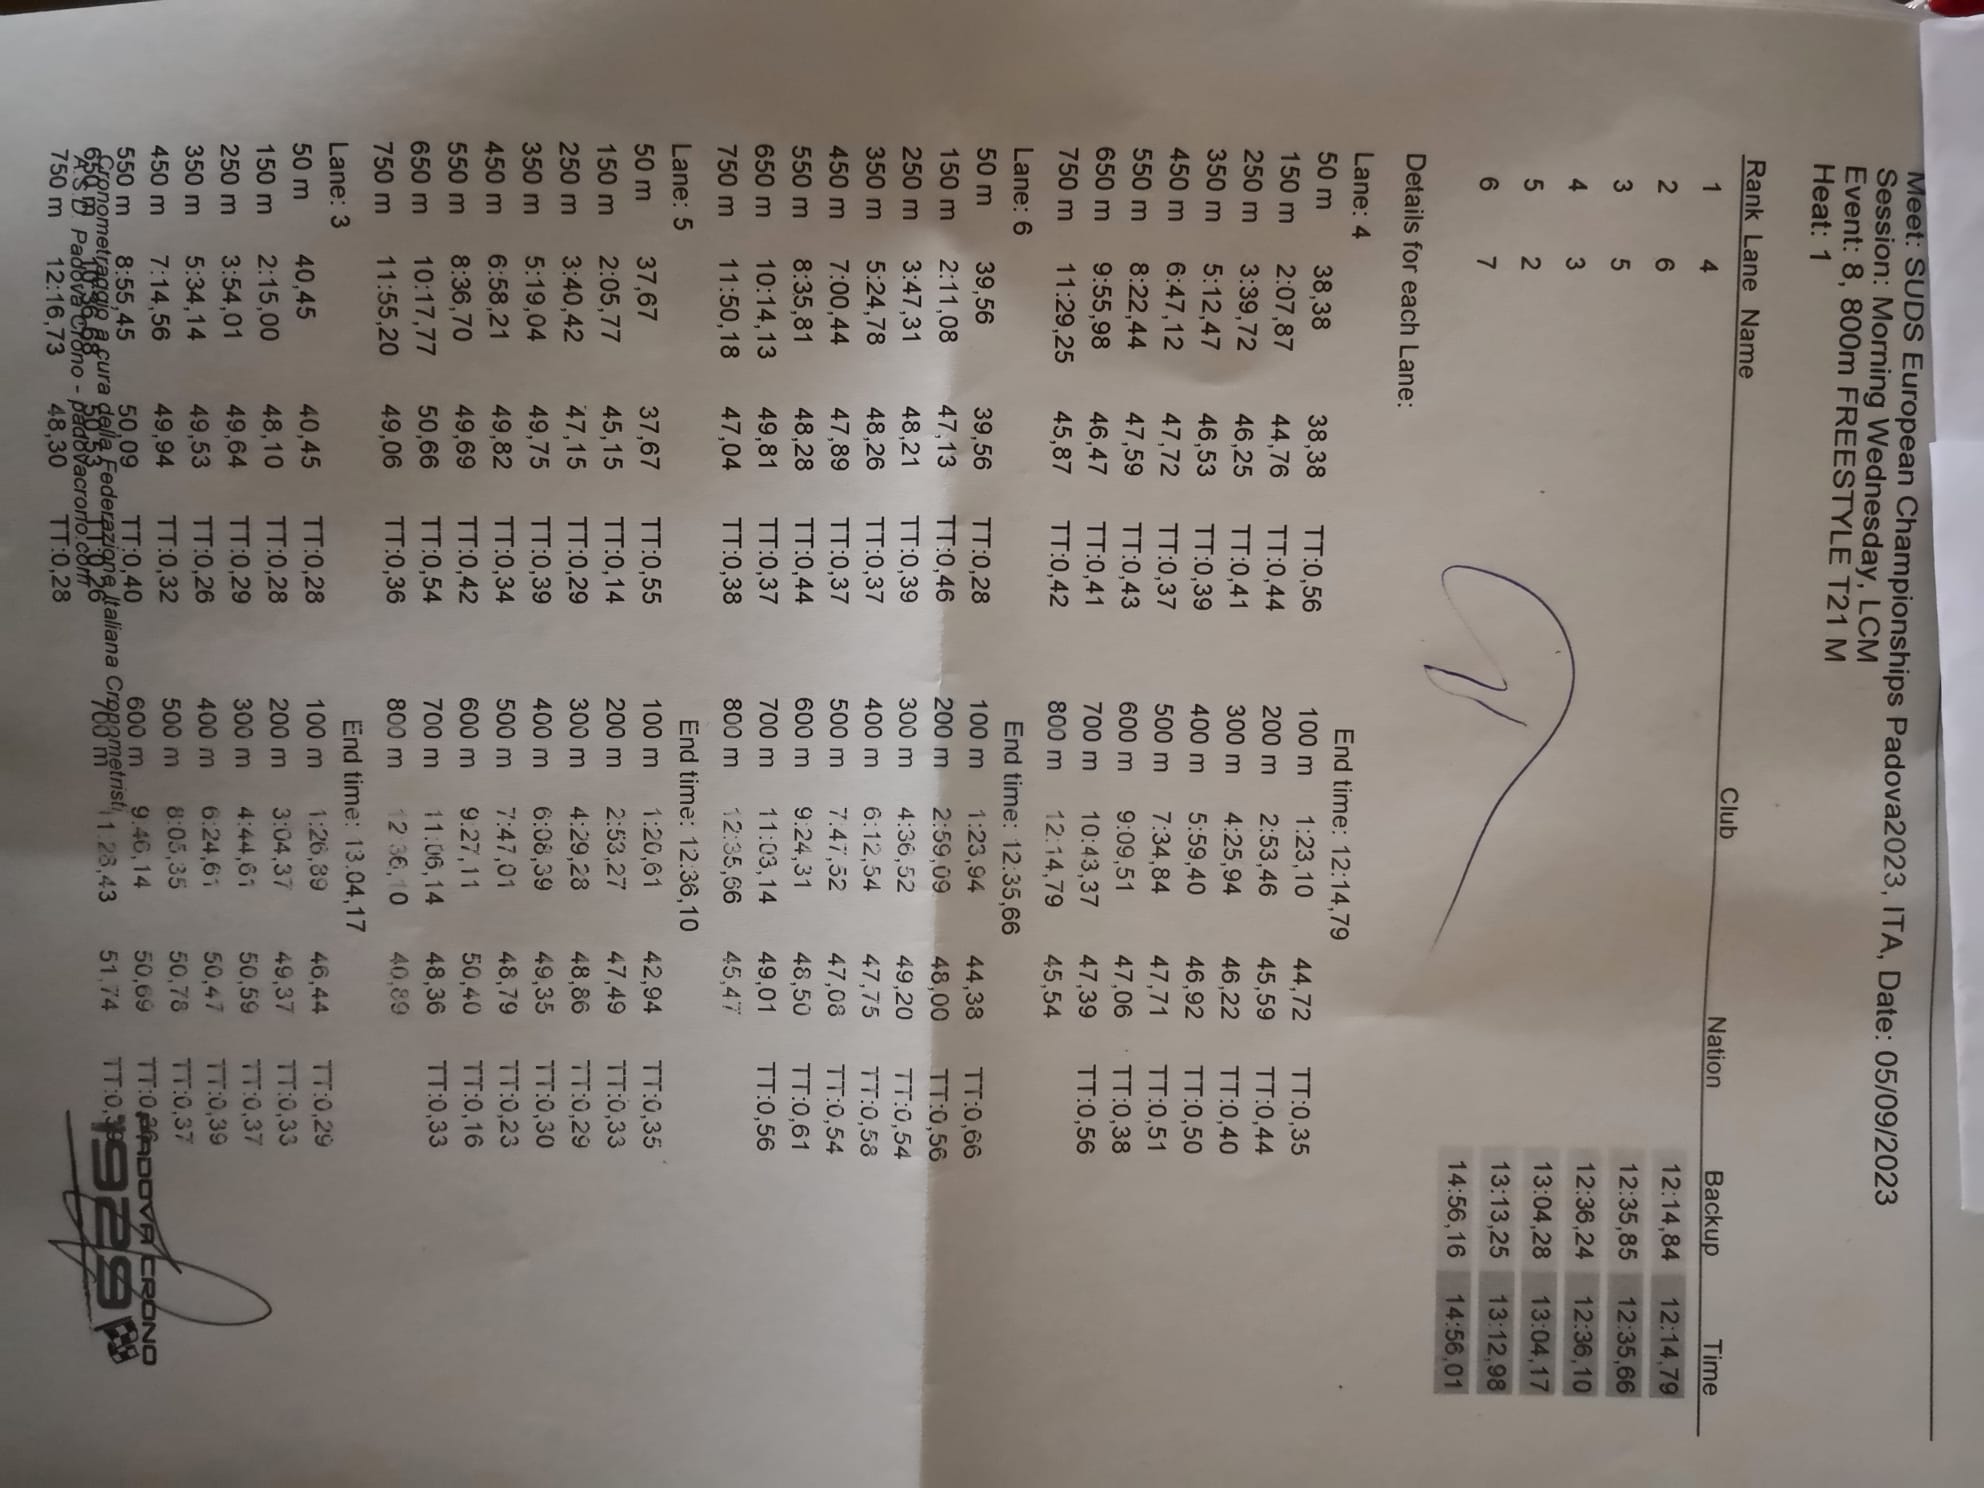 Meet: SUDS European Championships Padova2023, ITA, Date: 05/09/2023
Session: Morning Wednesday, LCM
Event: 8, 800m FREESTYLE T21 M
Heat: 1
Rank Lane Name Club Nation Backup Time
1 4 12:14,84 12:14,79
2 6 12:35,85 12:35,66
3 5 12:36,24 12:36,10
4 3 13:04,28 13:04,17
5 2 13:13,25 13:12,98
6 7 14:56,16 14:56,01
Details for each Lane:
Lane: 4 End time: 12:14,79
50 m 38,38 38,38 TT:0,56 100 m 1:23,10 44,72 TT:0,35
150 m 2:07,87 44,76 TT:0,44 200 m 2:53,46 45,59 TT:0,44
250 m 3:39,72 46,25 TT:0,41 300 m 4:25,94 46,22 TT:0,40
350 m 5:12,47 46,53 TT:0,39 400 m 5:59,40 46,92 TT:0,50
450 m 6:47,12 47,72 TT:0,37 500 m 7:34,84 47,71 TT:0,51
550 m 8:22,44 47,59 TT:0,43 600 m 9:09,51 47,06 TT:0,38
650 m 9:55,98 46,47 TT:0,41 700 m 10:43,37 47,39 TT:0,56
750 m 11:29,25 45,87 TT:0,42 800 m 12:14,79 45,54
Lane: 6 End time: 12:35,66
50 m 39,56 39,56 TT:0,28 100 m 1:23,94 44,38 TT:0,66
150 m 2:11,08 47,13 TT:0,46 200 m 2:59,09 48,00 TT:0,56
250 m 3:47,31 48,21 TT:0,39 300 m 4:36,52 49,20 TT:0,54
350 m 5:24,78 48,26 TT:0,37 400 m 6:12,54 47,75 TT:0,58
450 m 7:00,44 47,89 TT:0,37 500 m 7:47,52 47,08 TT:0,54
550 m 8:35,81 48,28 TT:0,44 600 m 9:24,31 48,50 TT:0,61
650 m 10:14,13 49,81 TT:0,37 700 m 11:03,14 49,01 TT:0,56
750 m 11:50,18 47,04 TT:0,38 800 m 12:35,66 45,47
Lane: 5 End time: 12:36,10
50 m 37,67 37,67 TT:0,55 100 m 1:20,61 42,94 TT:0,35
150 m 2:05,77 45,15 TT:0,14 200 m 2:53,27 47,49 TT:0,33
250 m 3:40,42 47,15 TT:0,29 300 m 4:29,28 48,86 TT:0,29
350 m 5:19,04 49,75 TT:0,39 400 m 6:08,39 49,35 TT:0,30
450 m 6:58,21 49,82 TT:0,34 500 m 7:47,01 48,79 TT:0,23
550 m 8:36,70 49,69 TT:0,42 600 m 9:27,11 50,40 TT:0,16
650 m 10:17,77 50,66 TT:0,54 700 m 11:06,14 48,36 TT:0,33
750 m 11:55,20 49,06 TT:0,36 800 m 12:36,10 40,89
Lane: 3 End time: 13:04,17
50 m 40,45 40,45 TT:0,28 100 m 1:26,89 46,44 TT:0,29
150 m 2:15,00 48,10 TT:0,28 200 m 3:04,37 49,37 TT:0,33
250 m 3:54,01 49,64 TT:0,29 300 m 4:44,61 50,59 TT:0,37
350 m 5:34,14 49,53 TT:0,26 400 m 6:24,61 50,47 TT:0,39
450 m 7:14,56 49,94 TT:0,32 500 m 8:05,35 50,78 TT:0,37
550 m 8:55,45 50,09 TT:0,40 600 m 9:46,14 50,69
650 m 700 m 11:28,43 51,74
Cronometraggio a cura della Federazione Italiana Cronometristi
A.S.D. Padova Crono - padovacrono.com
750 m 12:16,73 48,30 TT:0,28
PADOVA CRONO
1929